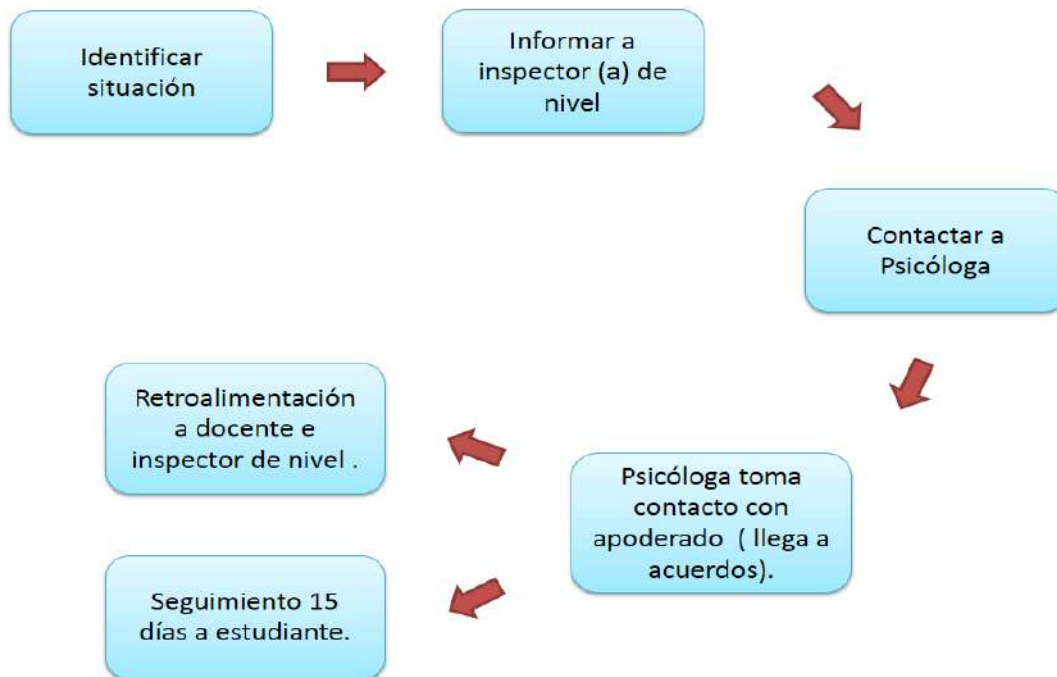 Identificar
situación
Informar a
inspector (a) de
nivel
Contactar a
Psicóloga
Psicóloga toma
contacto con
apoderado ( llega a
acuerdos).
Retroalimentación
a docente e
inspector de nivel .
Seguimiento 15
días a estudiante.